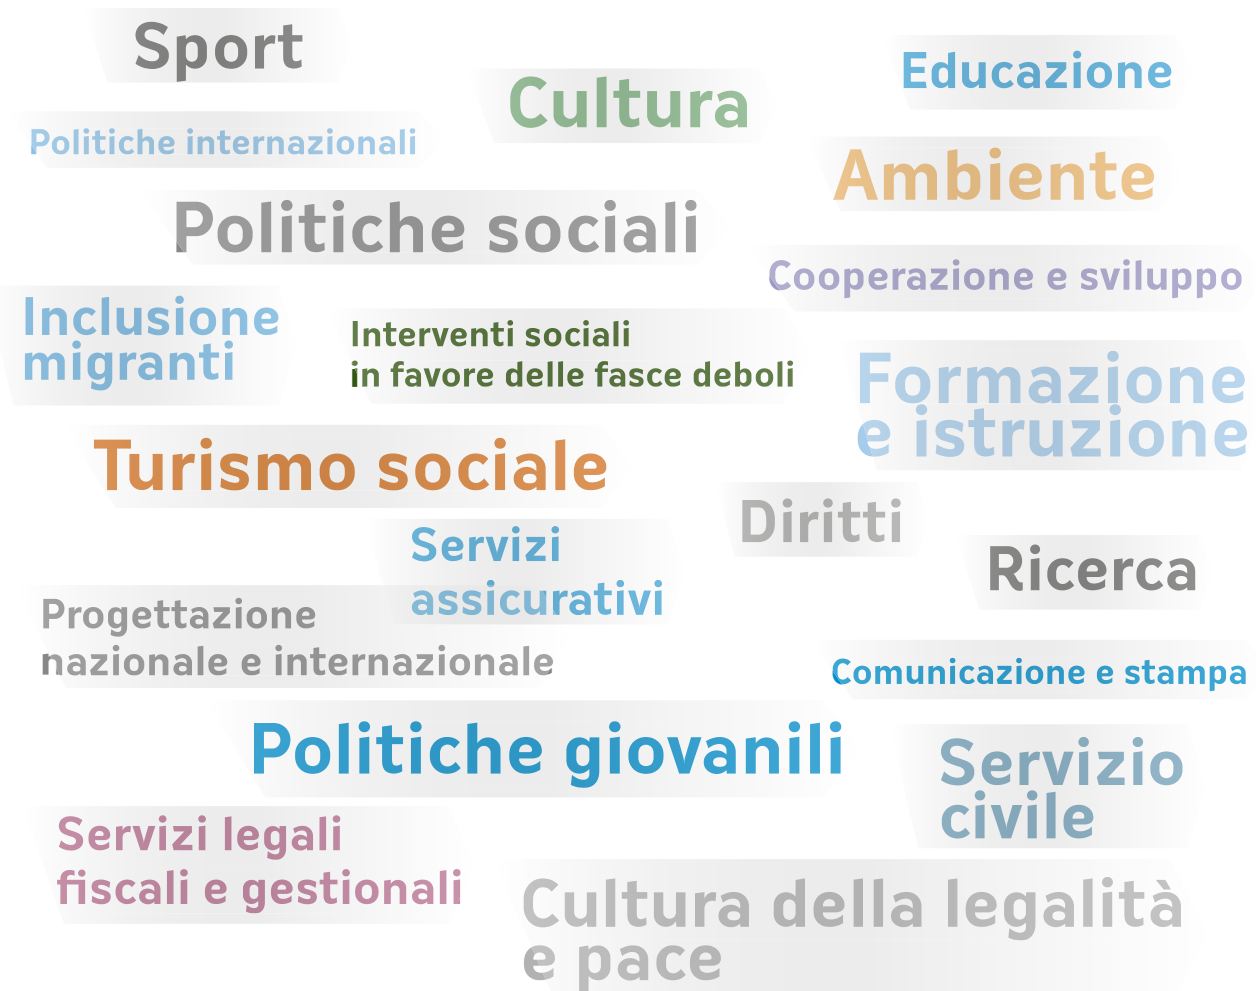 Sport
Cultura
Educazione
Politiche internazionali
Ambiente
Politiche sociali
Cooperazione e sviluppo
Inclusione
migranti
Interventi sociali
in favore delle fasce deboli
Formazione
e istruzione
Turismo sociale
Diritti
Servizi
assicurativi
Ricerca
Progettazione
nazionale e internazionale
Comunicazione e stampa
Politiche giovanili
Servizio
civile
Servizi legali
fiscali e gestionali
Cultura della legalità
e pace